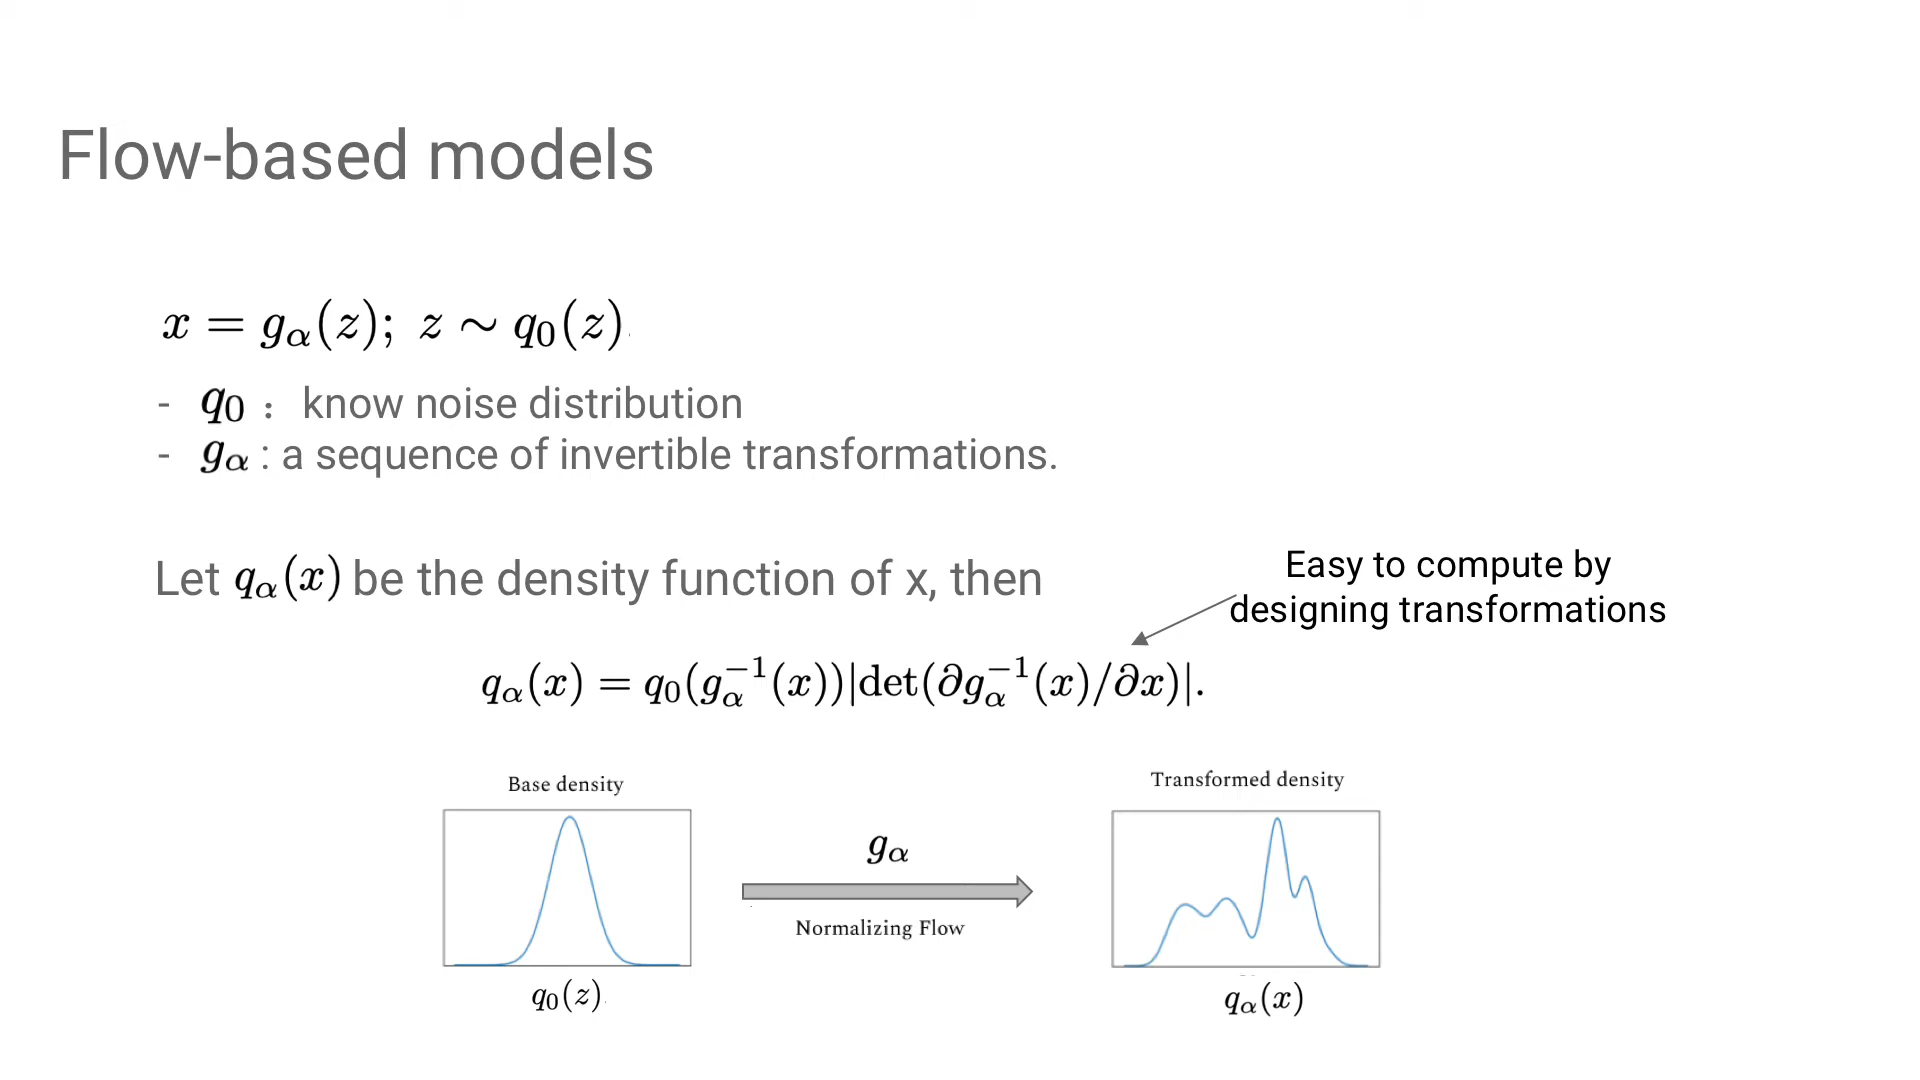 Flow-based models
x = g_α(z); z ∼ q_0(z)
- q_0 : know noise distribution
- g_α : a sequence of invertible transformations.
Let q_α(x) be the density function of x, then
Easy to compute by
designing transformations
q_α(x) = q_0(g_α^{-1}(x))|det(∂g_α^{-1}(x)/∂x)|.
Base density
Transformed density
g_α
Normalizing Flow
q_0(z)
q_α(x)